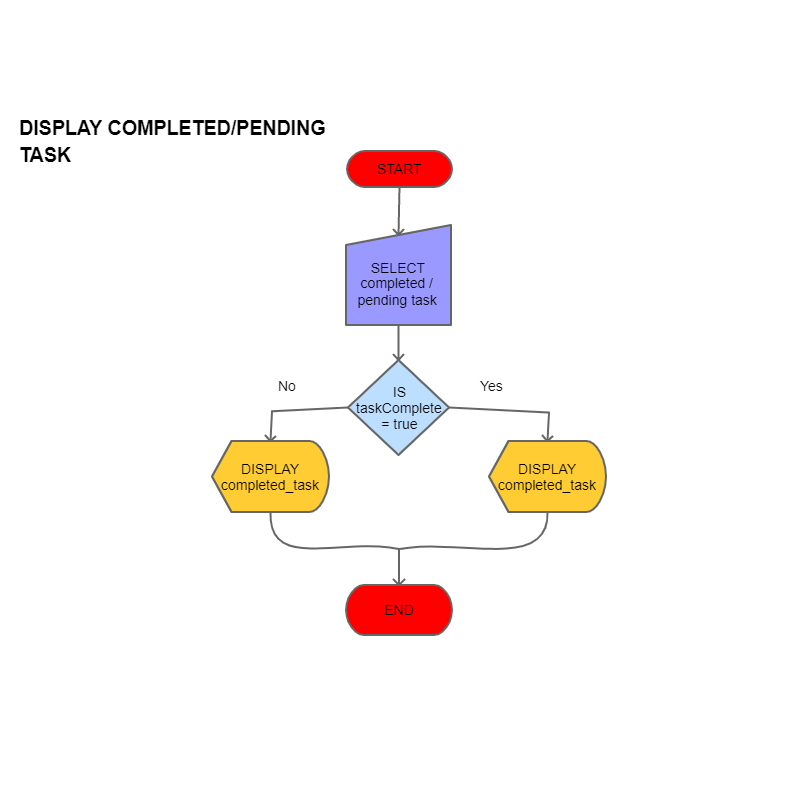 DISPLAY COMPLETED/PENDING
TASK
START
SELECT
completed /
pending task
IS
taskComplete
= true
No
Yes
DISPLAY
completed_task
DISPLAY
completed_task
END